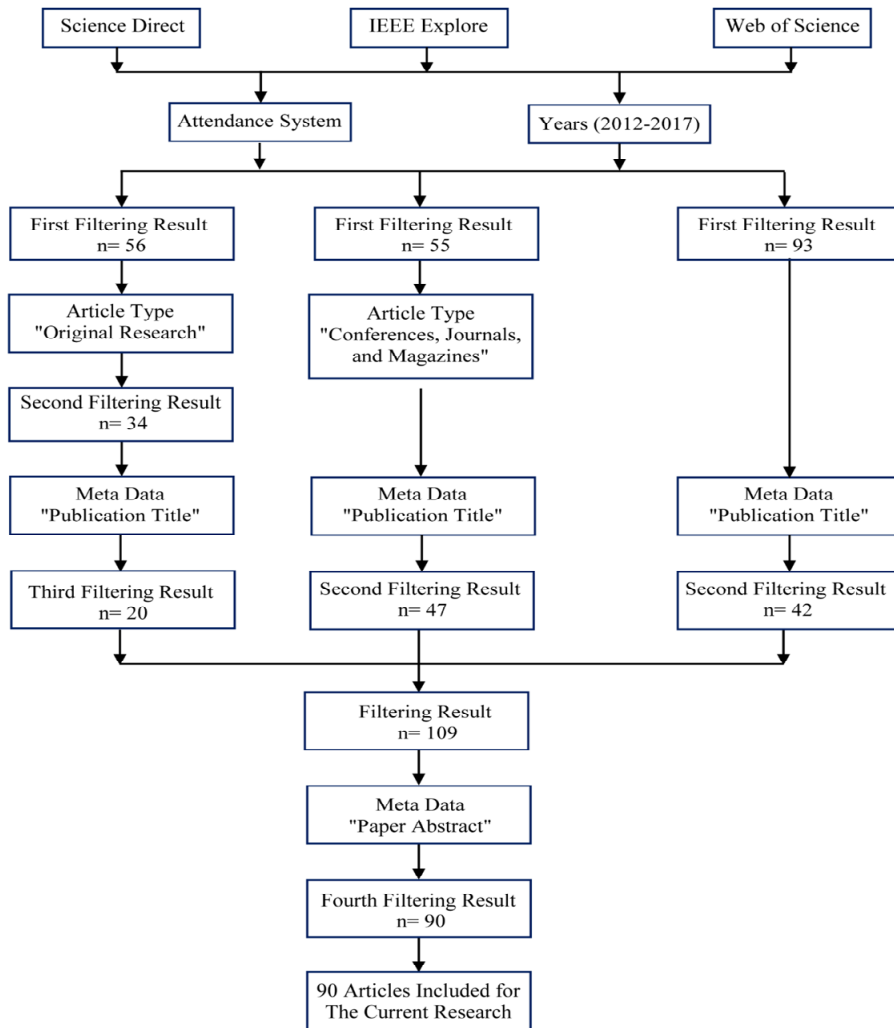 Science Direct
IEEE Explore
Web of Science
Attendance System
Years (2012-2017)
First Filtering Result
n= 56
First Filtering Result
n= 55
First Filtering Result
n= 93
Article Type
"Original Research"
Article Type
"Conferences, Journals,
and Magazines"
Second Filtering Result
n= 34
Meta Data
"Publication Title"
Meta Data
"Publication Title"
Meta Data
"Publication Title"
Third Filtering Result
n= 20
Second Filtering Result
n= 47
Second Filtering Result
n= 42
Filtering Result
n= 109
Meta Data
"Paper Abstract"
Fourth Filtering Result
n= 90
90 Articles Included for
The Current Research